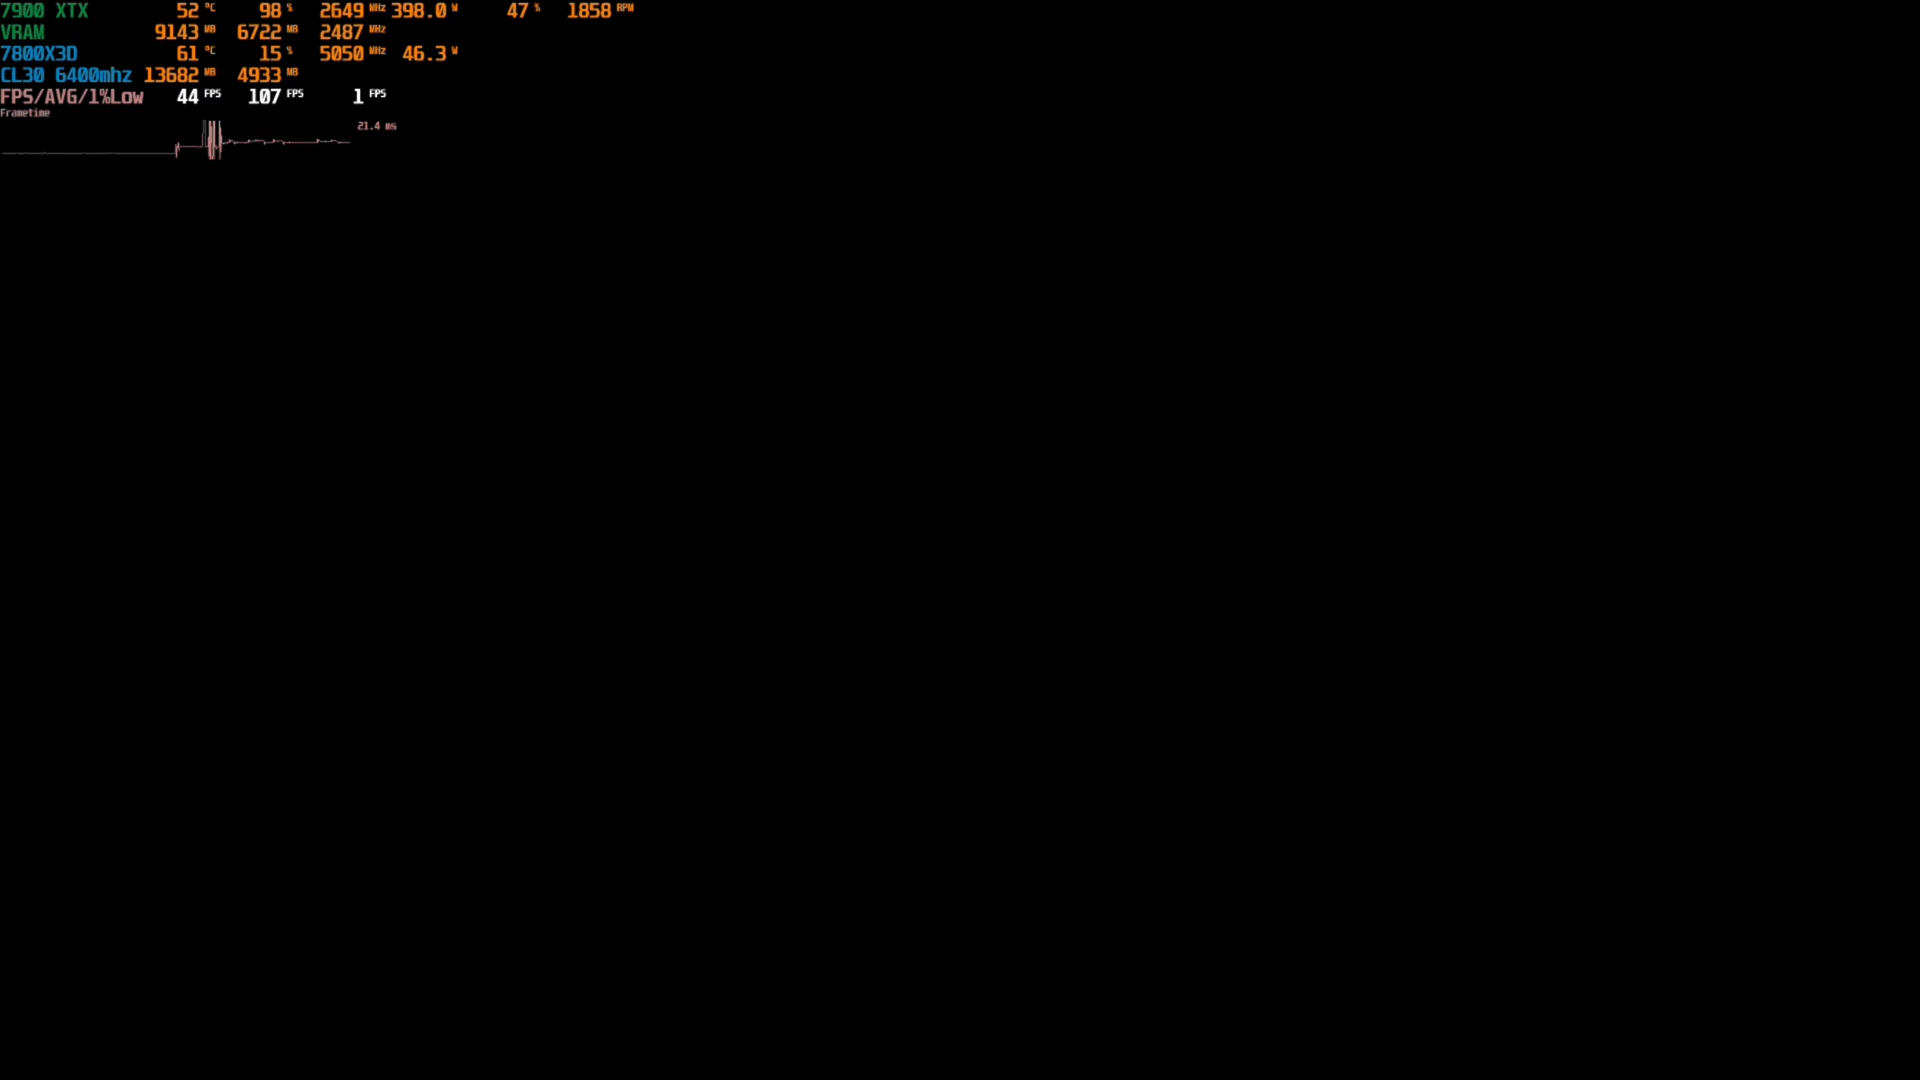 7900 XTX 52 °C 98 % 2649 MHz 398.0 W 47 % 1858 RPM
VRAM 9143 MB 6722 MB 2487 MHz
7800X3D 61 °C 15 % 5050 MHz 46.3 W
CL30 6400mhz 13682 MB 4933 MB
FPS/AVG/1%Low 44 FPS 107 FPS 1 FPS
Frametime
21.4 ms